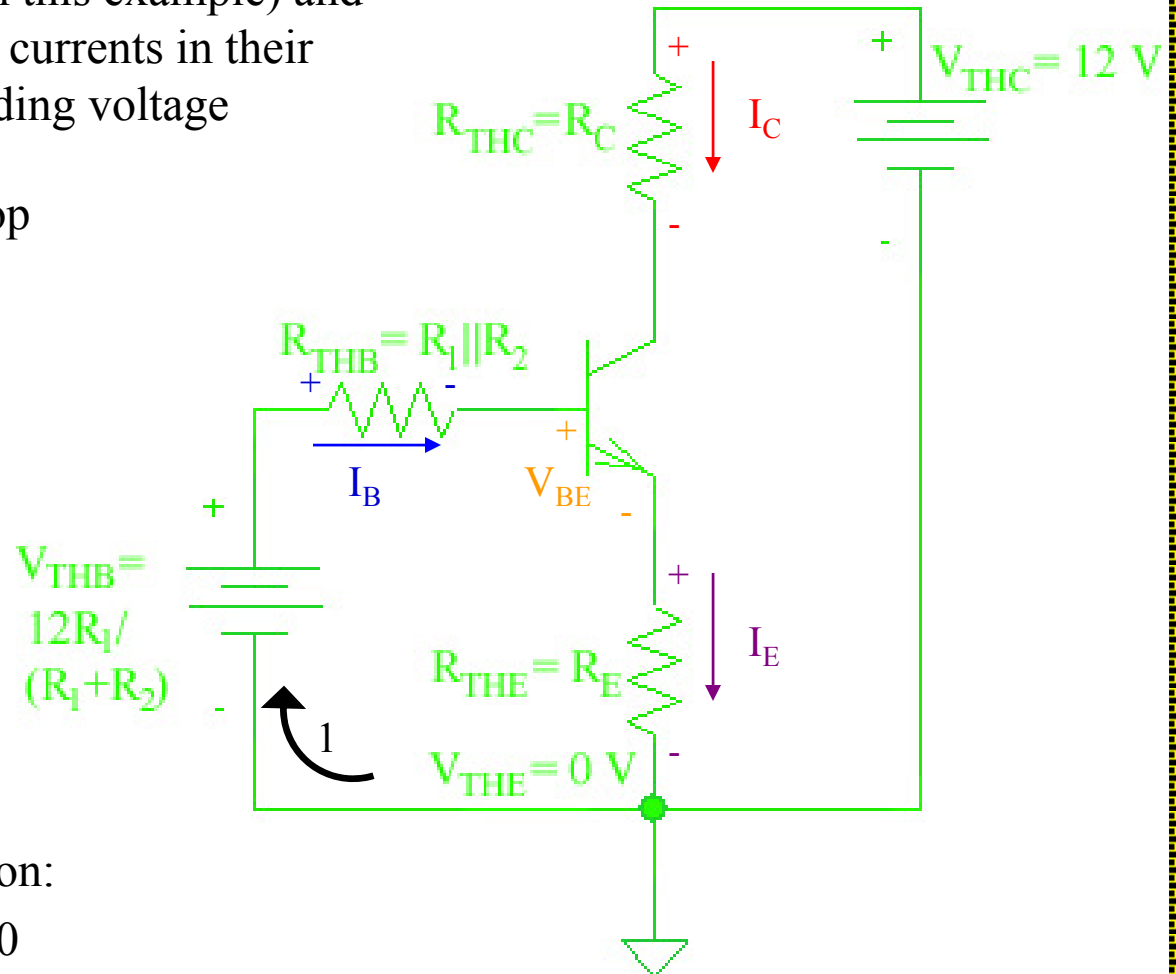 this example) and
currents in their
ding voltage
op
+
+
V_THC= 12 V
R_THC=R_C
I_C
-
-
R_THB= R_1||R_2
+
-
+
I_B
V_BE
-
+
V_THB=
12R_1/
(R_1+R_2)
-
+
I_E
R_THE= R_E
-
1
V_THE= 0 V
on:
0